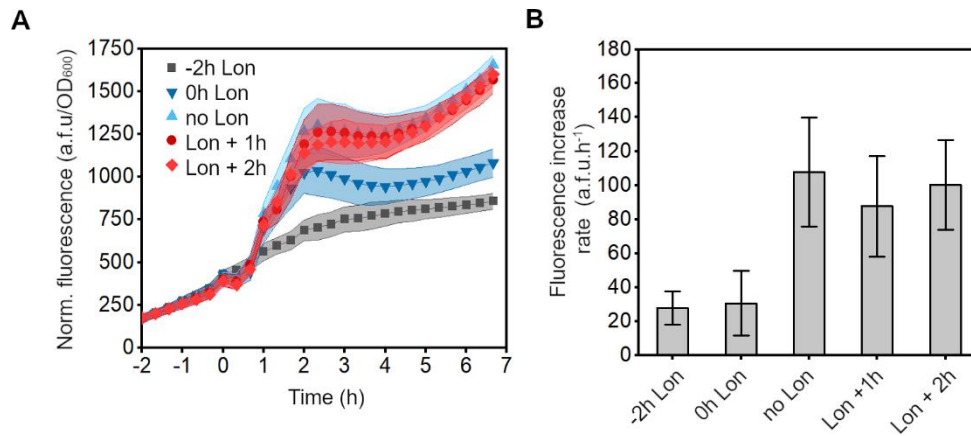 A
Norm. fluorescence (a.f.u/OD600)
1750
1500
1250
1000
750
500
250
0
-2h Lon
0h Lon
no Lon
Lon + 1h
Lon + 2h
-2 -1 0 1 2 3 4 5 6 7
Time (h)
B
Fluorescence increase
rate (a.f.u.h-1)
180
160
140
120
100
80
60
40
20
0
-2h Lon
0h Lon
no Lon
Lon +1h
Lon + 2h